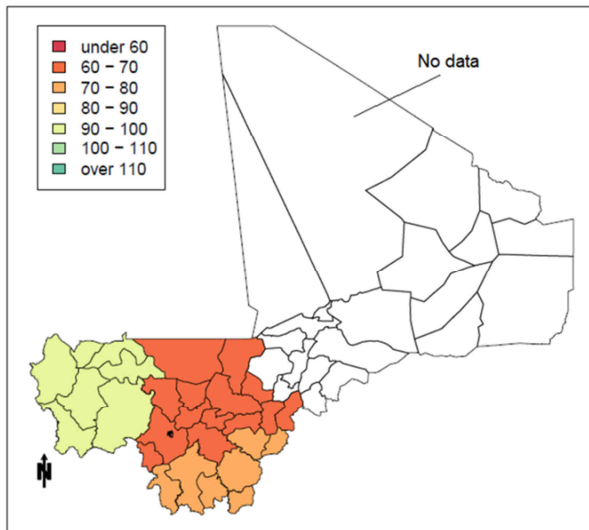 under 60
60 − 70
70 − 80
80 − 90
90 − 100
100 − 110
over 110
No data
N